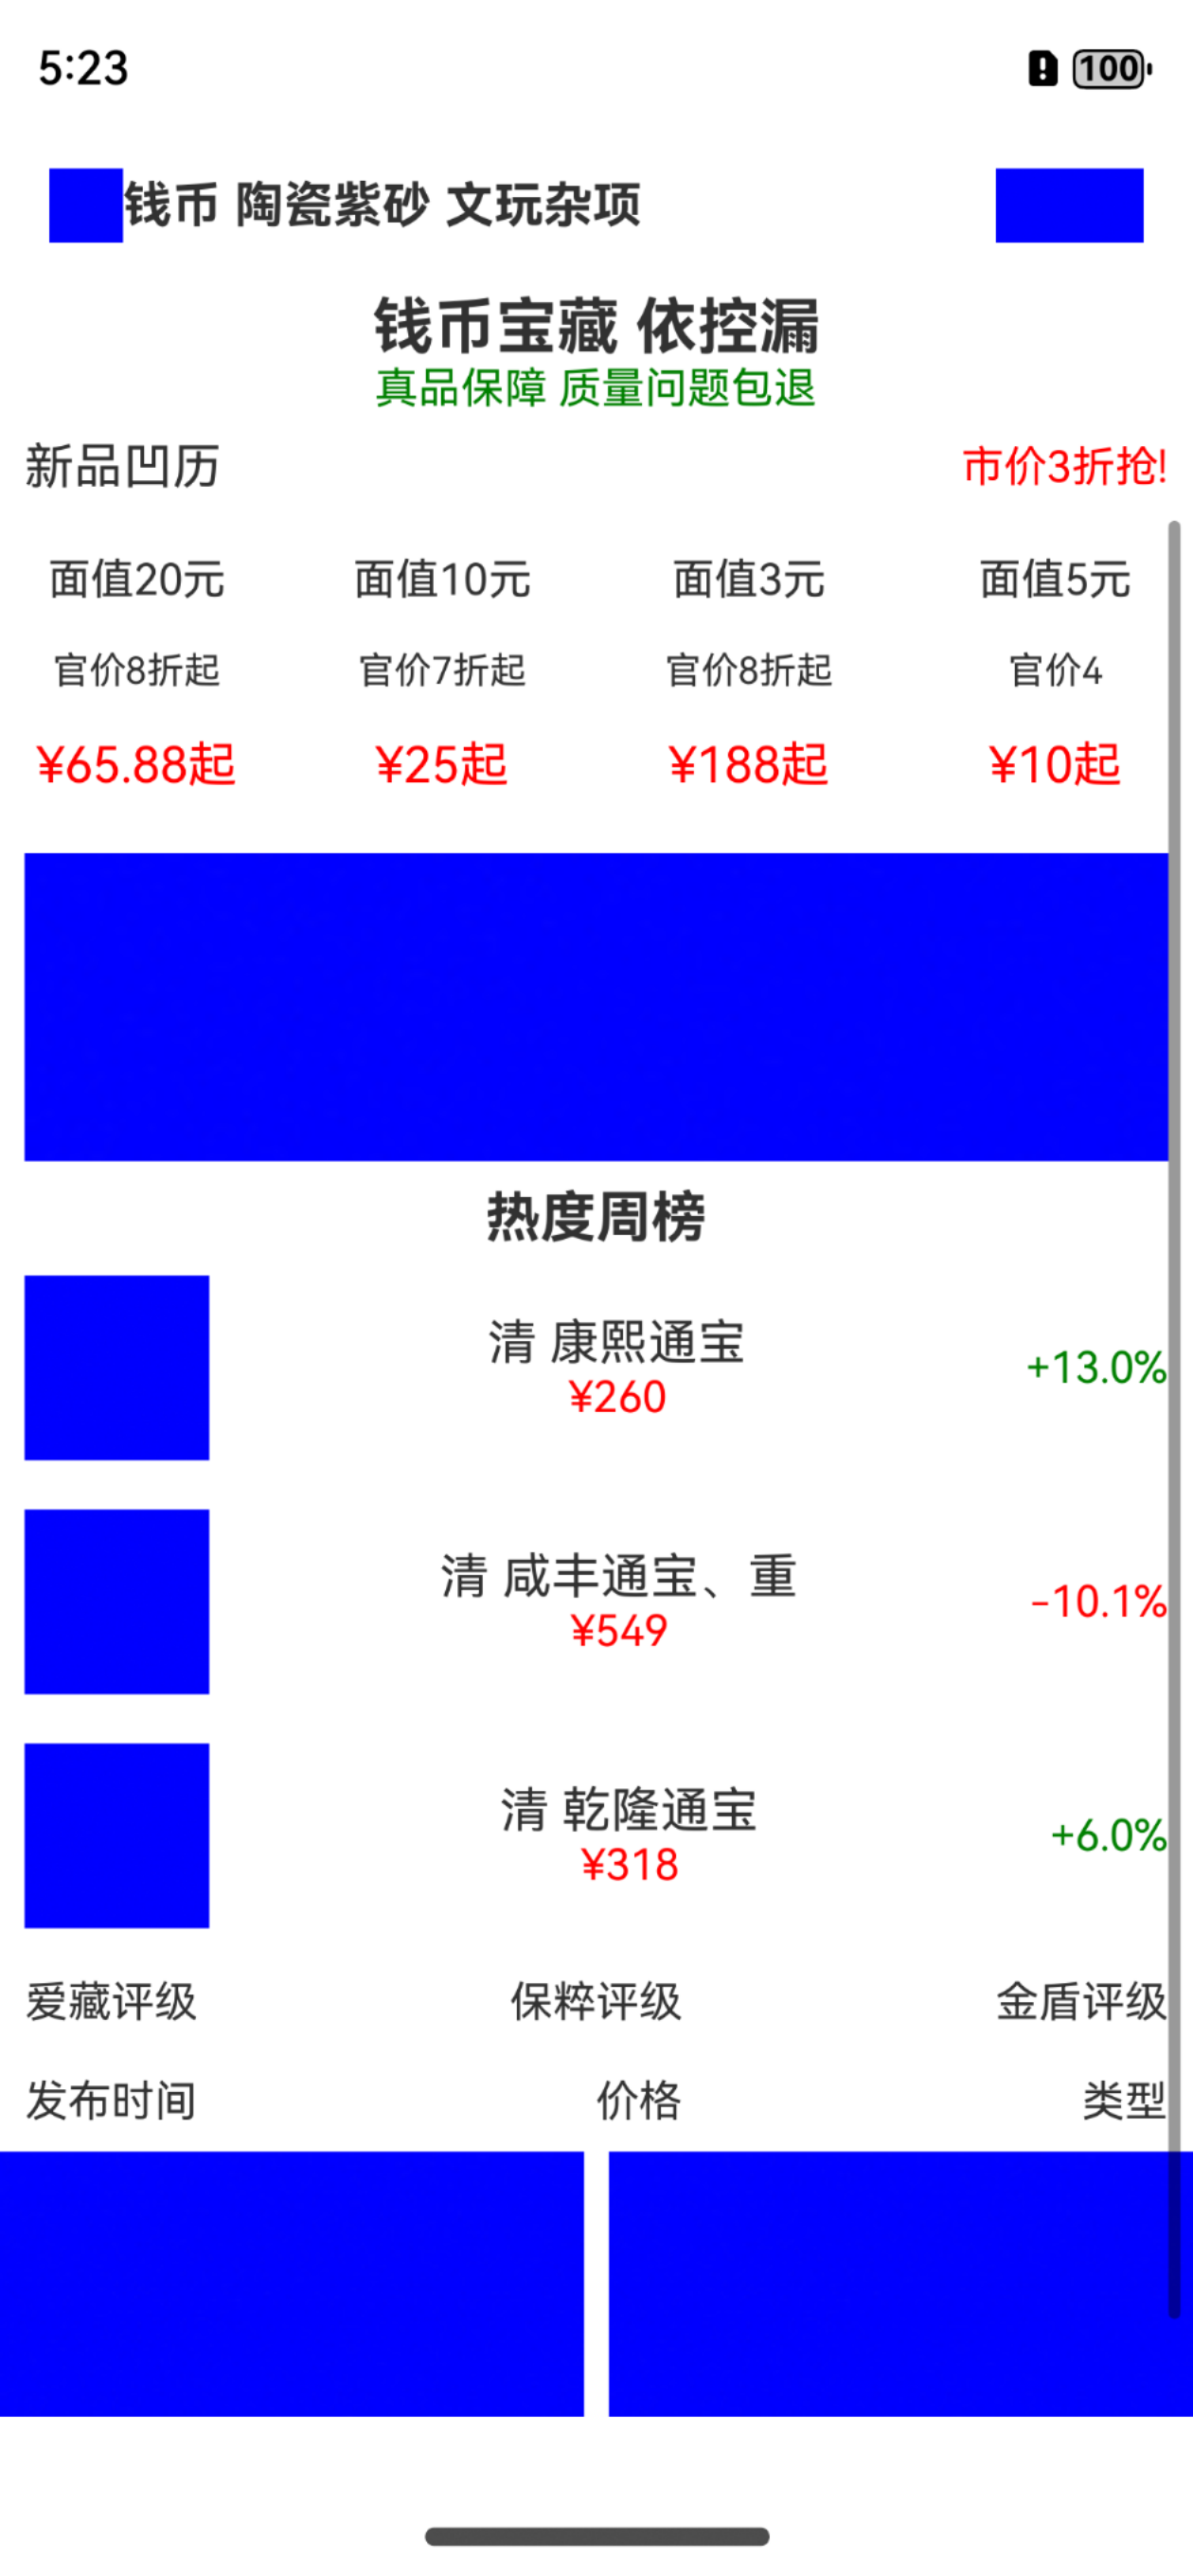 5:23
100
钱币 陶瓷紫砂 文玩杂项
钱币宝藏 依控漏
真品保障 质量问题包退
新品凹历 市价3折抢!
面值20元 面值10元 面值3元 面值5元
官价8折起 官价7折起 官价8折起 官价4
¥65.88起 ¥25起 ¥188起 ¥10起
热度周榜
清 康熙通宝
¥260
+13.0%
清 咸丰通宝、重
¥549
-10.1%
清 乾隆通宝
¥318
+6.0%
爱藏评级 保粹评级 金盾评级
发布时间 价格 类型